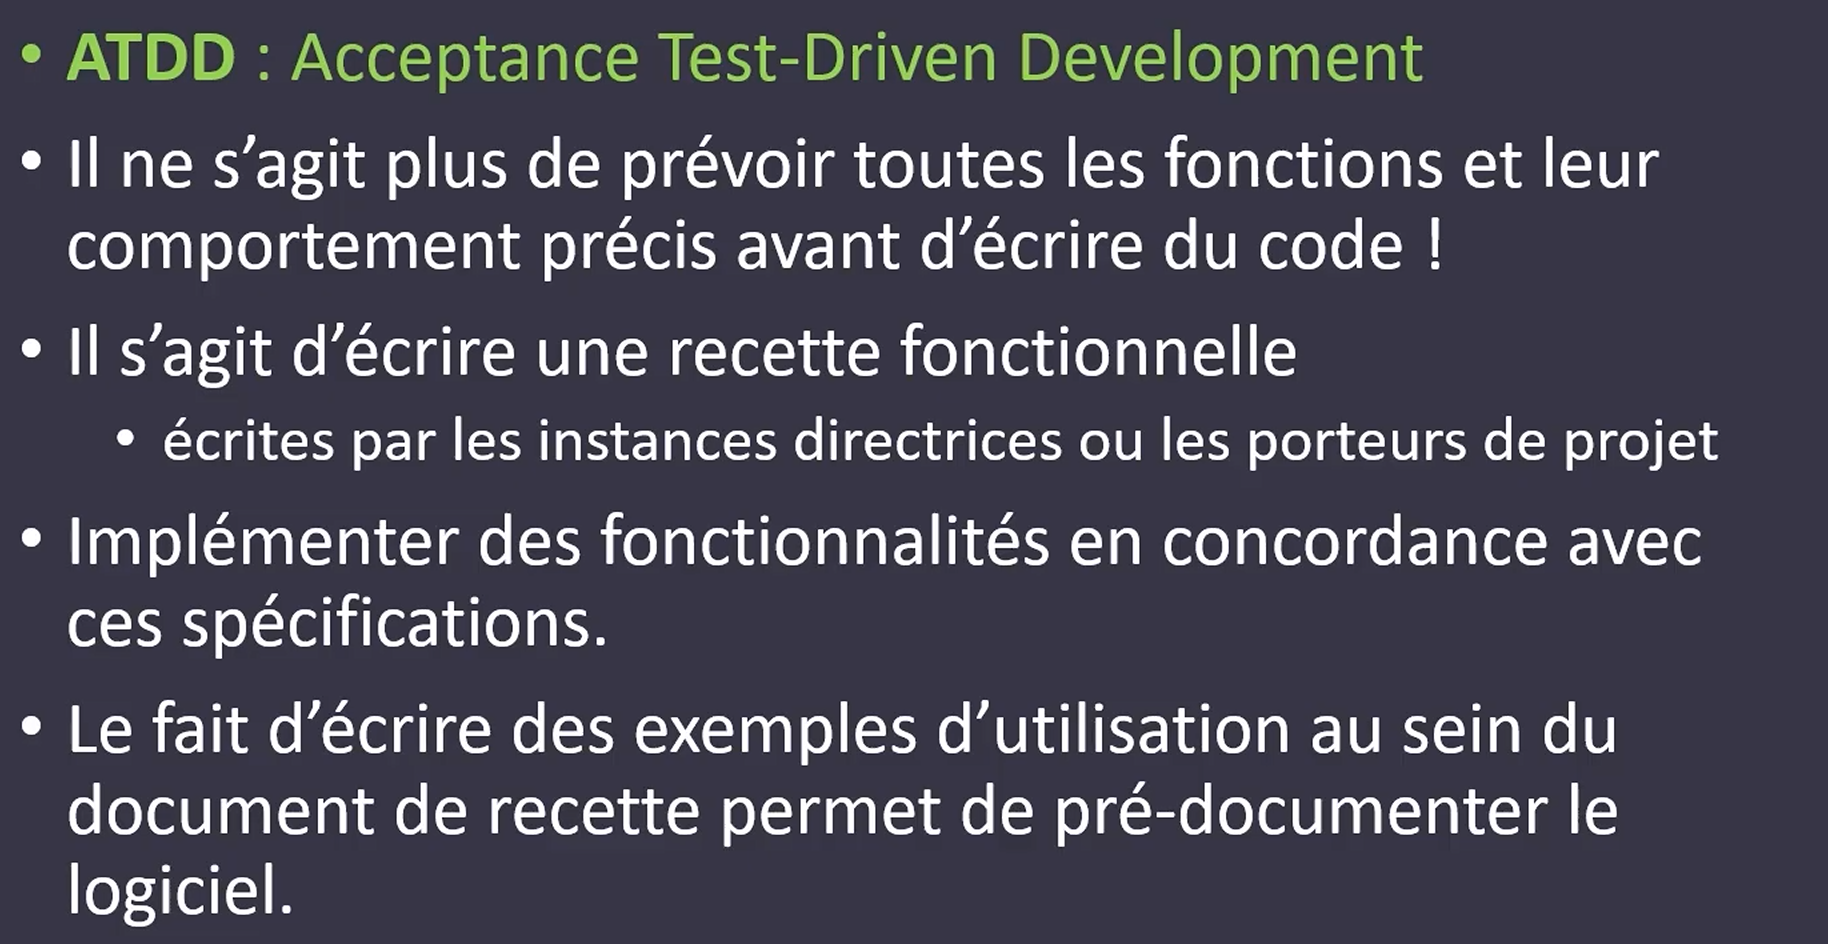 • ATDD : Acceptance Test-Driven Development
• Il ne s’agit plus de prévoir toutes les fonctions et leur
comportement précis avant d’écrire du code !
• Il s’agit d’écrire une recette fonctionnelle
• écrites par les instances directrices ou les porteurs de projet
• Implémenter des fonctionnalités en concordance avec
ces spécifications.
• Le fait d’écrire des exemples d’utilisation au sein du
document de recette permet de pré-documenter le
logiciel.